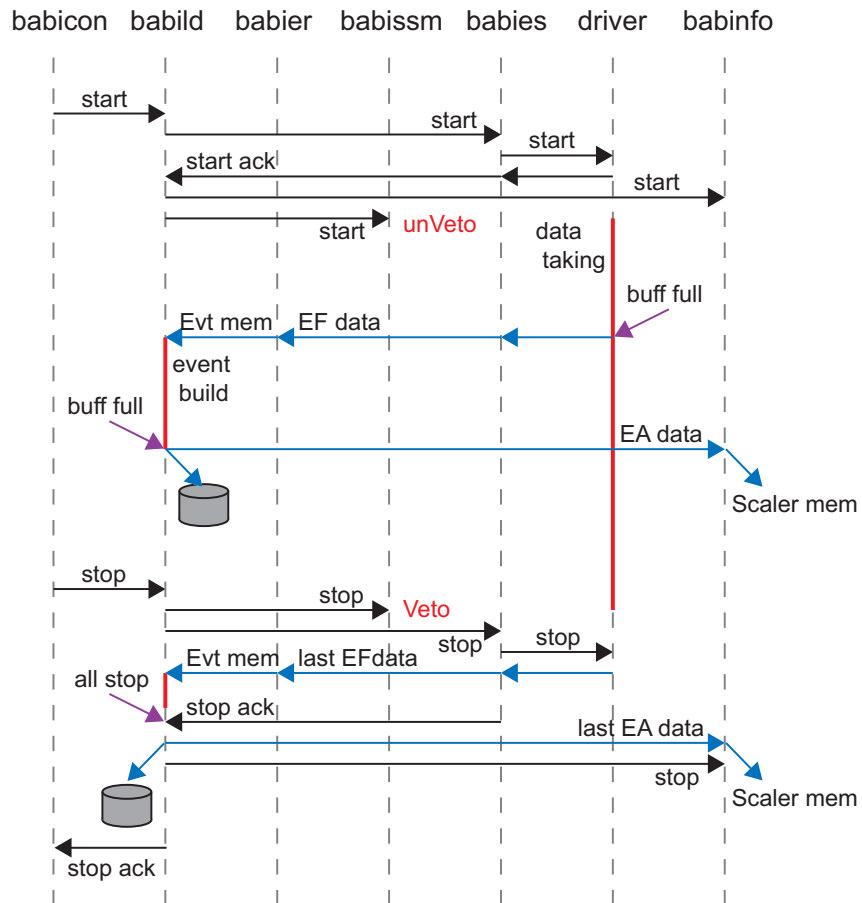 babicon babild babier babissm babies driver babinfo
start
start
start
start ack
start
start
unVeto
data
taking
buff full
Evt mem
EF data
event
build
buff full
EA data
Scaler mem
stop
stop
Veto
stop
stop
Evt mem
last EFdata
all stop
stop ack
last EA data
stop
Scaler mem
stop ack